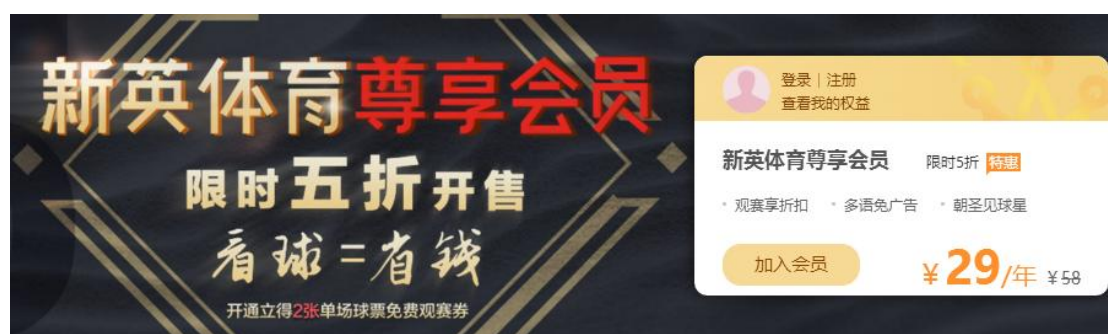 新英体育尊享会员
限时五折开售
看球=省钱
开通立得2张单场球票免费观赛券
登录|注册
查看我的权益
新英体育尊享会员 限时5折 特惠
· 观赛享折扣 · 多语免广告 · 朝圣见球星
加入会员 ¥29/年 ¥58